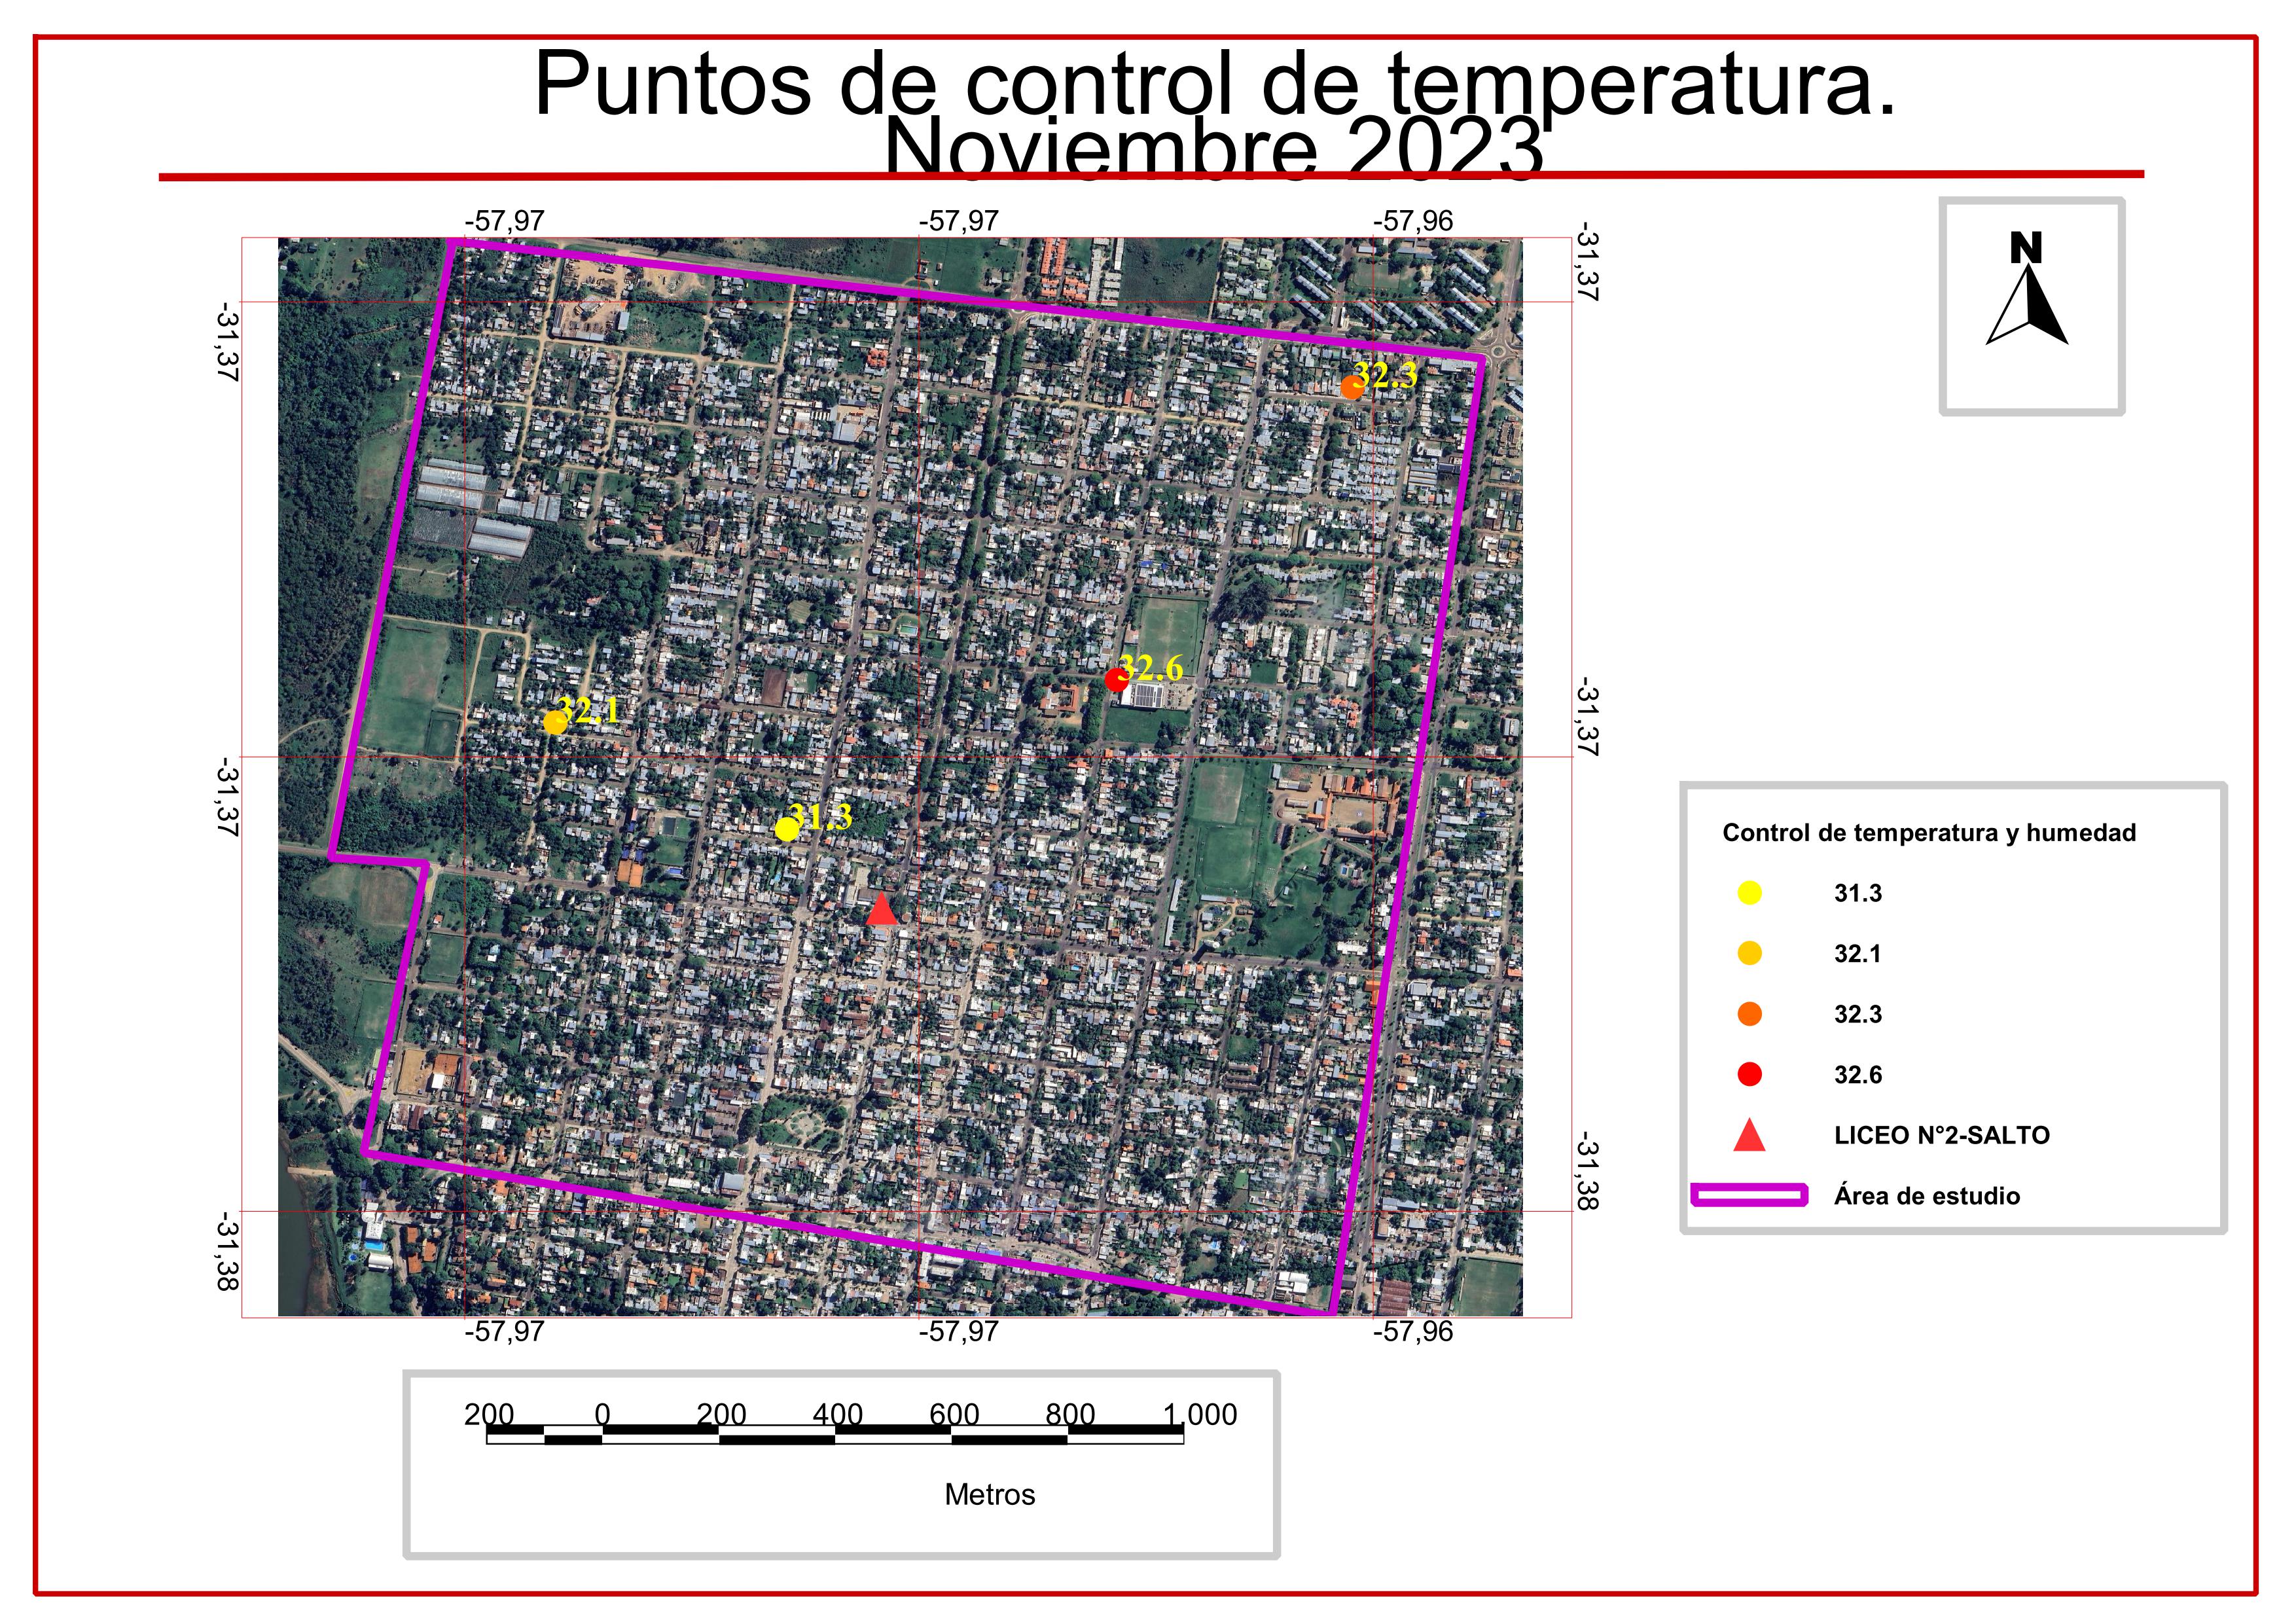 Puntos de control de temperatura.
Noviembre 2023
-57,97
-57,97
-57,96
-31,37
-31,37
-31,38
-31,37
-31,37
-31,38
N
32.3
32.6
32.1
31.3
-57,97
-57,97
-57,96
Control de temperatura y humedad
31.3
32.1
32.3
32.6
LICEO N°2-SALTO
Área de estudio
200 0 200 400 600 800 1.000
Metros